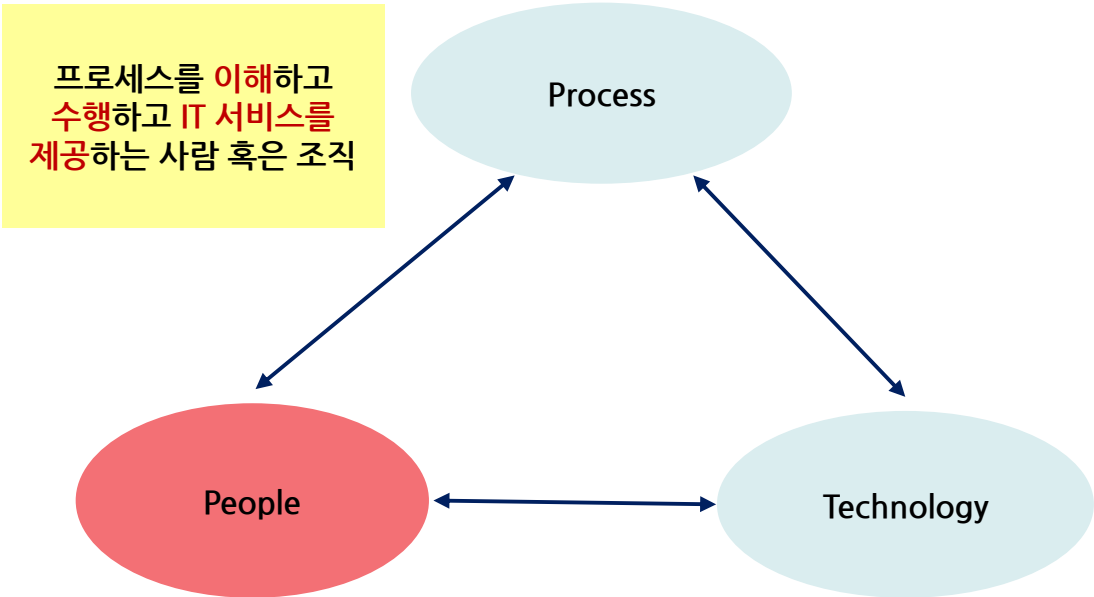 프로세스를 이해하고
수행하고 IT 서비스를
제공하는 사람 혹은 조직
Process
People
Technology